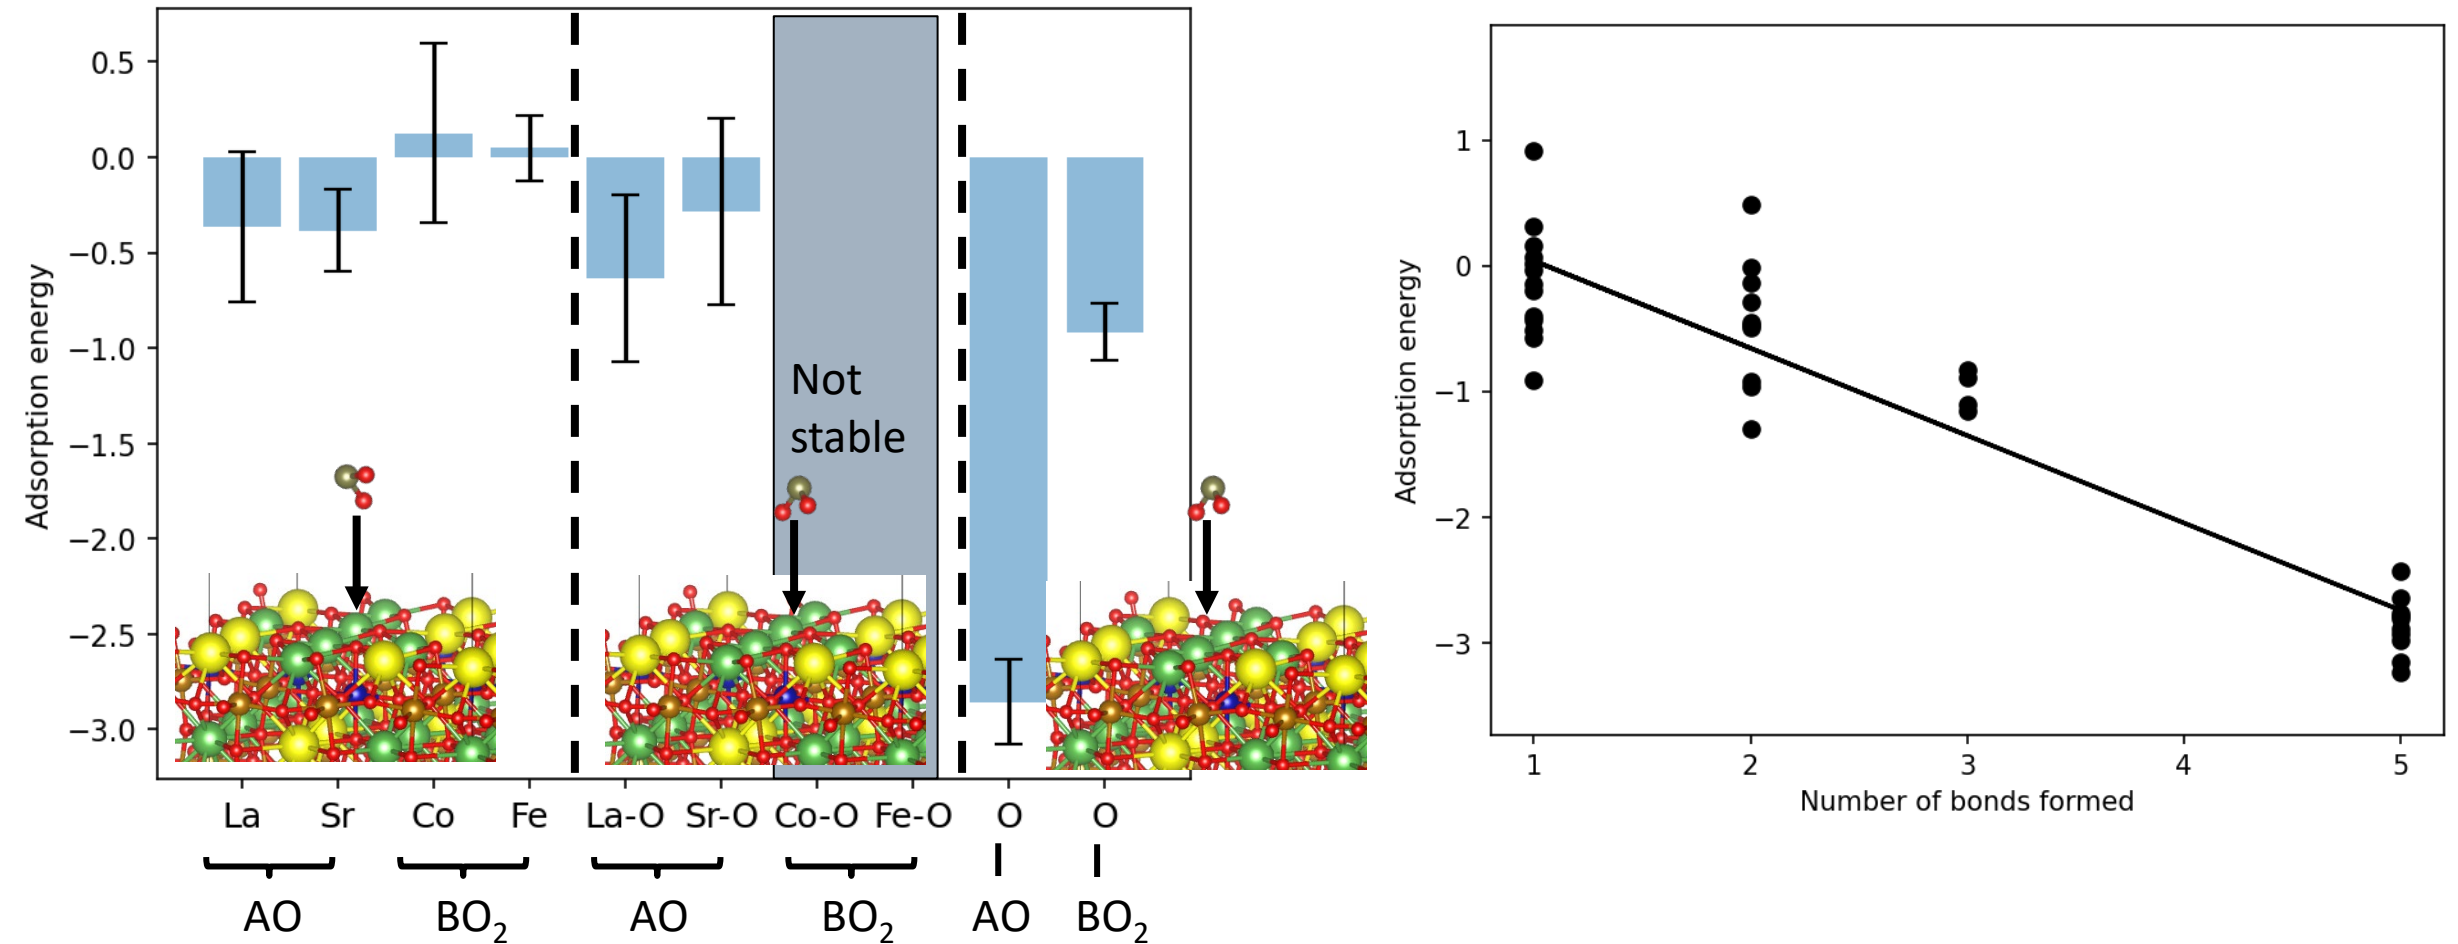 Adsorption energy
0.5
0.0
−0.5
−1.0
−1.5
−2.0
−2.5
−3.0
Not
stable
La Sr Co Fe La-O Sr-O Co-O Fe-O O O
AO BO₂ AO BO₂ AO BO₂
Adsorption energy
1
0
−1
−2
−3
1 2 3 4 5
Number of bonds formed